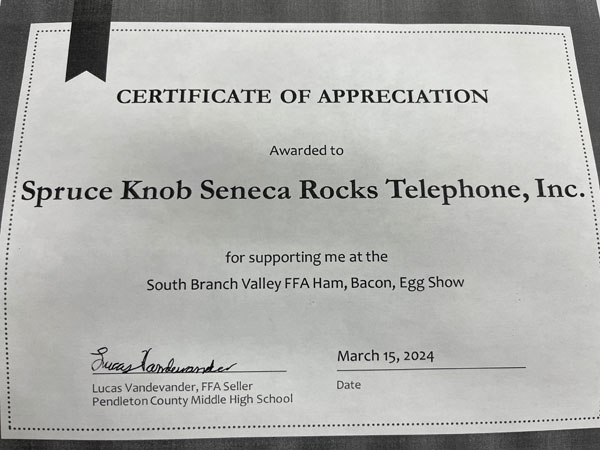 CERTIFICATE OF APPRECIATION
Awarded to
Spruce Knob Seneca Rocks Telephone, Inc.
for supporting me at the
South Branch Valley FFA Ham, Bacon, Egg Show
Lucas Vandevander
March 15, 2024
Lucas Vandevander, FFA Seller
Date
Pendleton County Middle High School